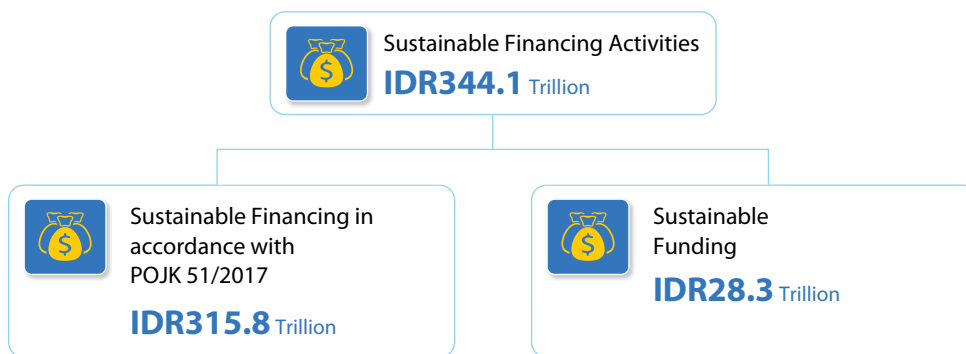 Sustainable Financing Activities
IDR344.1 Trillion
Sustainable Financing in
accordance with
POJK 51/2017
IDR315.8 Trillion
Sustainable
Funding
IDR28.3 Trillion